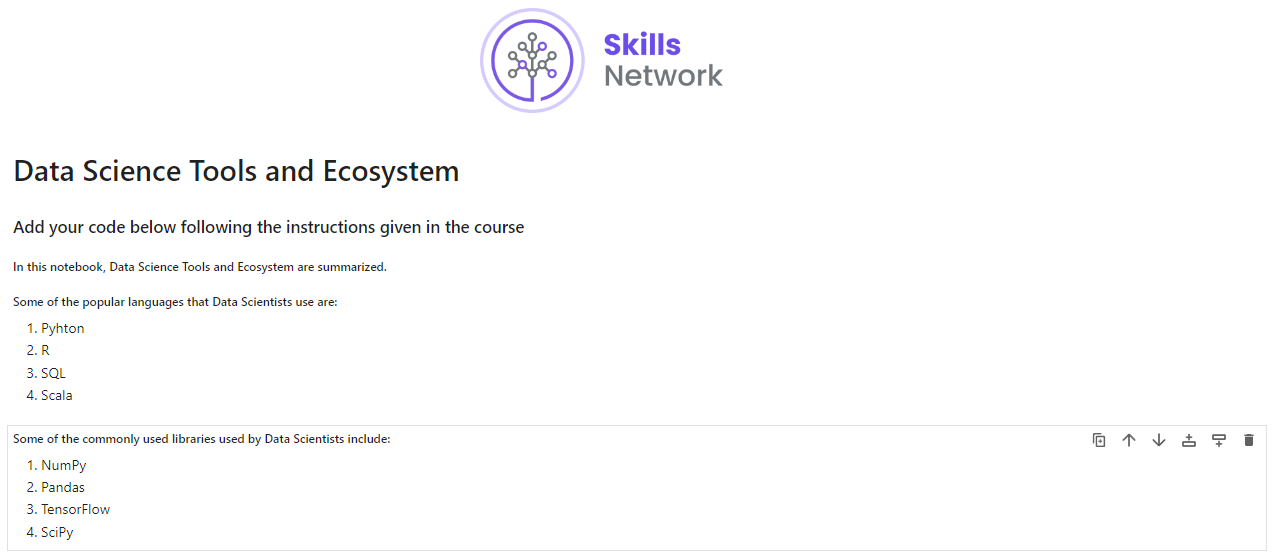 Skills
Network
Data Science Tools and Ecosystem
Add your code below following the instructions given in the course
In this notebook, Data Science Tools and Ecosystem are summarized.
Some of the popular languages that Data Scientists use are:
1. Pyhton
2. R
3. SQL
4. Scala
Some of the commonly used libraries used by Data Scientists include:
1. NumPy
2. Pandas
3. TensorFlow
4. SciPy